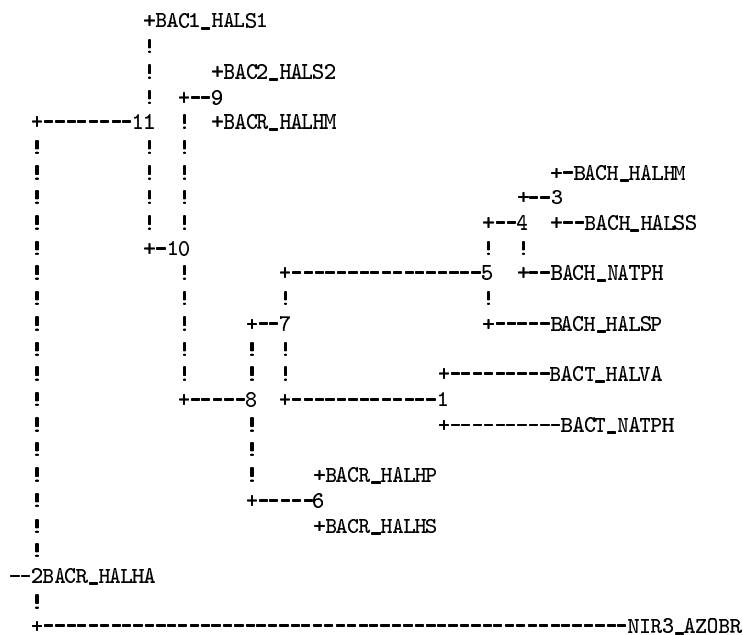 +BAC1_HALS1
!
! +BAC2_HALS2
! +--9
+--------11 ! +BACR_HALHM
! ! !
! ! ! +-BACH_HALHM
! ! ! +--3
! ! ! +--4 +--BACH_HALSS
! +-10 ! !
! ! +-----------------5 +--BACH_NATPH
! ! ! !
! ! +--7 +-----BACH_HALSP
! ! ! !
! ! ! ! +---------BACT_HALVA
! +-----8 +-------------1
! ! +----------BACT_NATPH
! !
! ! +BACR_HALHP
! +-----6
! +BACR_HALHS
!
--2BACR_HALHA
!
+---------------------------------------------------NIR3_AZOBR